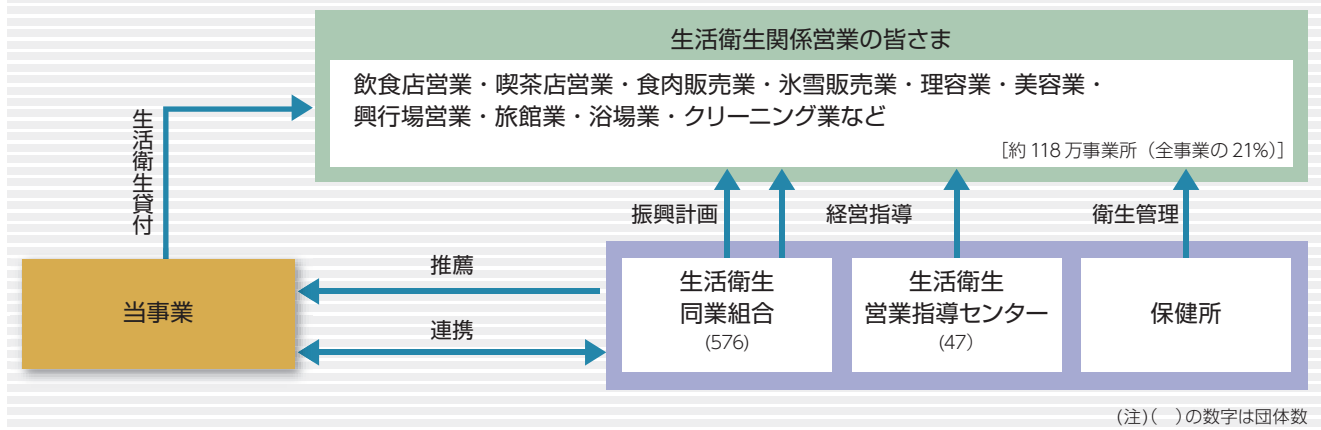 生活衛生関係営業の皆さま
飲食店営業・喫茶店営業・食肉販売業・氷雪販売業・理容業・美容業・
興行場営業・旅館業・浴場業・クリーニング業など
［約 118 万事業所（全事業の 21%）］
生活衛生貸付
振興計画
経営指導
衛生管理
当事業
推薦
連携
生活衛生
同業組合
(576)
生活衛生
営業指導センター
(47)
保健所
(注)(　)の数字は団体数